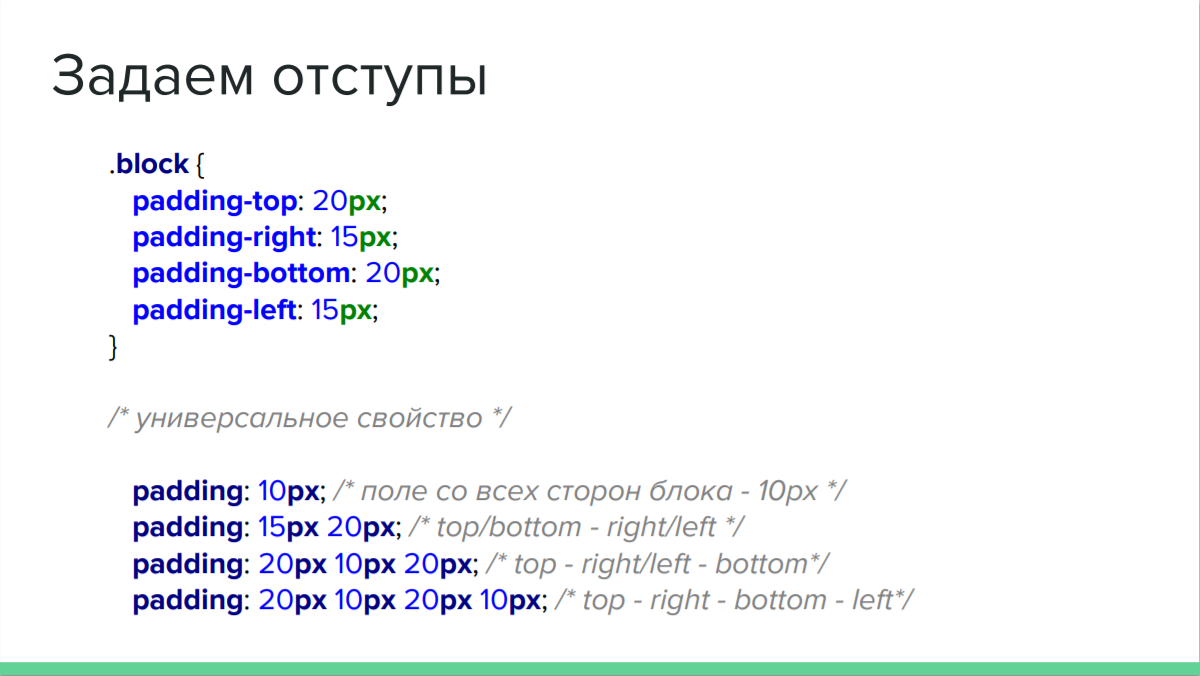 Задаем отступы
.block {
padding-top: 20px;
padding-right: 15px;
padding-bottom: 20px;
padding-left: 15px;
}
/* универсальное свойство */
padding: 10px; /* поле со всех сторон блока - 10px */
padding: 15px 20px; /* top/bottom - right/left */
padding: 20px 10px 20px; /* top - right/left - bottom*/
padding: 20px 10px 20px 10px; /* top - right - bottom - left*/